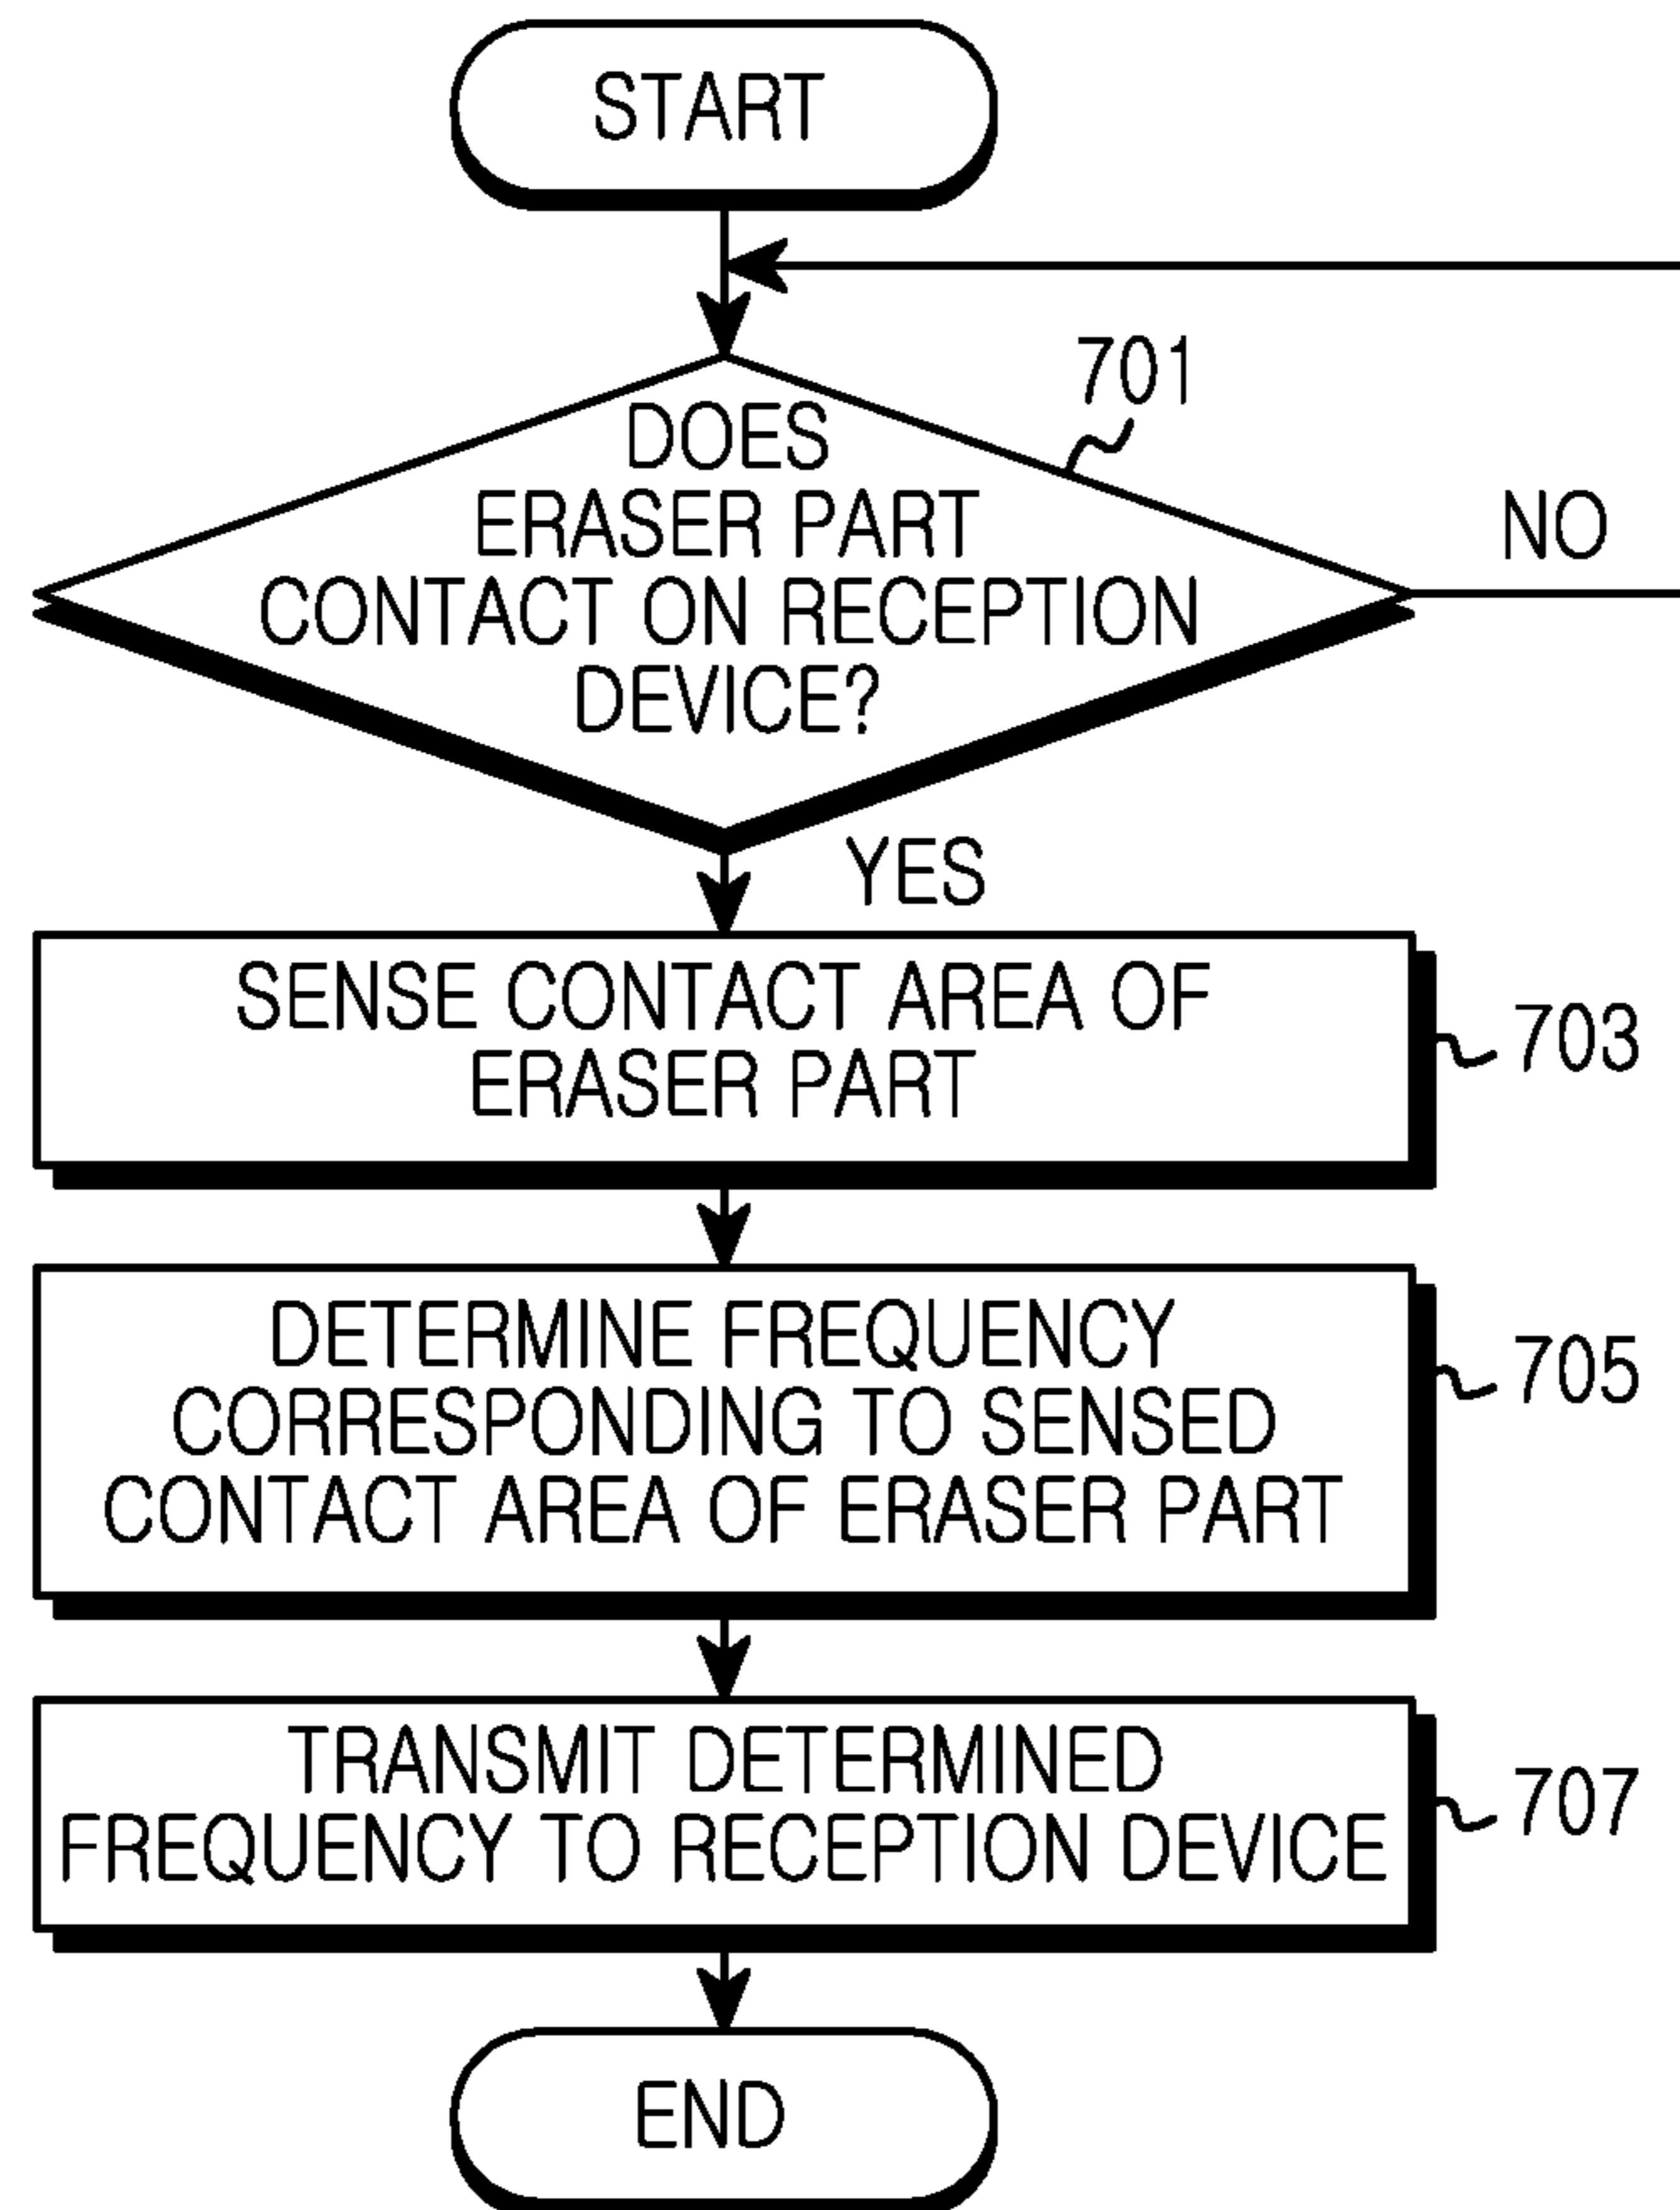 START
701
DOES
ERASER PART
CONTACT ON RECEPTION
DEVICE?
NO
YES
SENSE CONTACT AREA OF
ERASER PART
703
DETERMINE FREQUENCY
CORRESPONDING TO SENSED
CONTACT AREA OF ERASER PART
705
TRANSMIT DETERMINED
FREQUENCY TO RECEPTION DEVICE
707
END